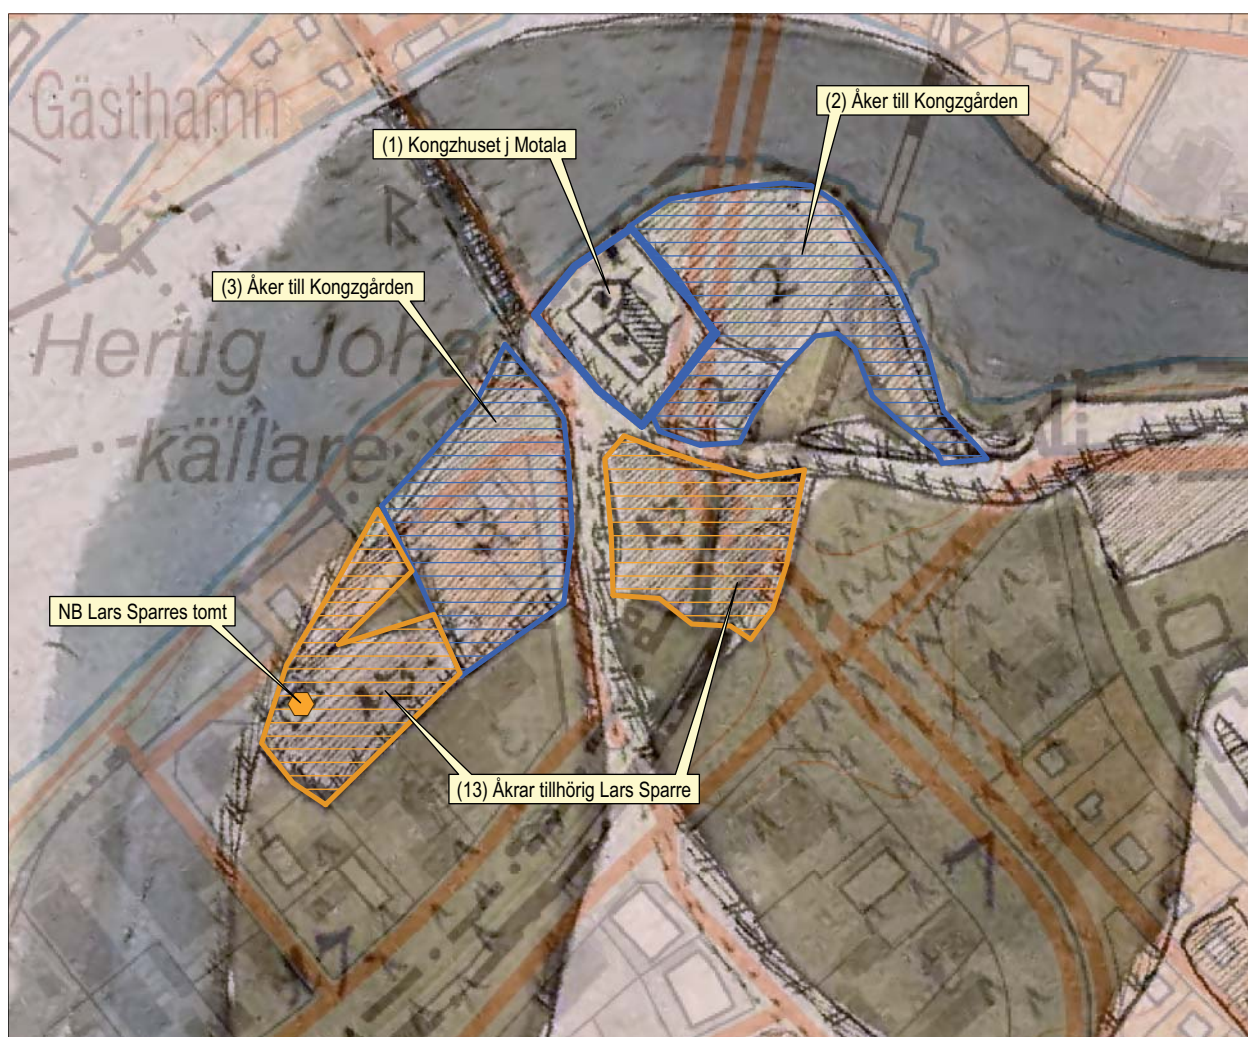 Gästhamn
(2) Åker till Kongzgården
(1) Kongzhuset j Motala
(3) Åker till Kongzgården
Hertig Joha
källare
NB Lars Sparres tomt
(13) Åkrar tillhörig Lars Sparre